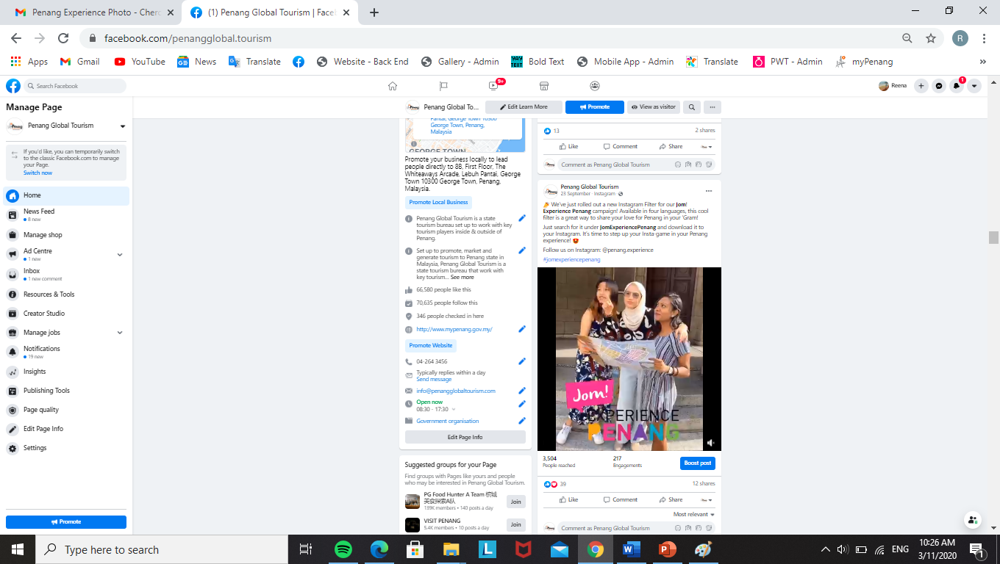 Penang Experience Photo - Cherc
(1) Penang Global Tourism | Face
facebook.com/penangglobal.tourism
R
Apps
Gmail
YouTube
News
Translate
Website - Back End
Gallery - Admin
YAY TEXT
Bold Text
Mobile App - Admin
Translate
PWT - Admin
myPenang
Search Facebook
9+
Reena
1
Manage Page
Penang Global Tourism
If you'd like, you can temporarily switch
to the classic Facebook.com to manage
your Page.
Switch now
Home
News Feed
8 new
Manage shop
Ad Centre
1 new
Inbox
1 new comment
Resources & Tools
Creator Studio
Manage jobs
Notifications
19 new
Insights
Publishing Tools
Page quality
Edit Page Info
Settings
Promote
Penang Global To...
Edit Learn More
Promote
View as visitor
Pantai, George Town 10300
George Town, Penang,
Malaysia
GEORGE TOWN
Promote your business locally to lead
people directly to 8B, First Floor, The
Whiteaways Arcade, Lebuh Pantai, George
Town 10300 George Town, Penang,
Malaysia.
Promote Local Business
Penang Global Tourism is a state
tourism bureau set up to work with key
tourism players inside & outside of
Penang.
Set up to promote, market and
generate tourism to Penang state in
Malaysia, Penang Global Tourism is a
state tourism bureau that work with
key tourism... See more
66,580 people like this
70,635 people follow this
346 people checked in here
http://www.mypenang.gov.my/
Promote Website
04-264 3456
Typically replies within a day
Send message
info@penangglobaltourism.com
Open now
08:30 - 17:30
Government organisation
Edit Page Info
Suggested groups for your Page
Find groups with Pages like yours and people
who may be interested in Penang Global Tourism.
PG Food Hunter A Team 槟城
美食探索A队
139K members • 140 posts a day
Join
VISIT PENANG
5.4K members • 10 posts a day
Join
13
2 shares
Like
Comment
Share
Comment as Penang Global Tourism
Penang Global Tourism
23 September · Instagram ·
🎉 We've just rolled out a new Instagram Filter for our Jom!
Experience Penang campaign! Available in four languages, this cool
filter is a great way to share your love for Penang in your 'Gram!
Just search for it under JomExperiencePenang and download it to
your Instagram. It's time to step up your Insta-game in your Penang
experience! 😍
Follow us on Instagram: @penang.experience
#jomexperiencepenang
Jom!
EXPERIENCE
PENANG
3,504
People reached
217
Engagements
Boost post
39
12 shares
Like
Comment
Share
Most relevant
Comment as Penang Global Tourism
Type here to search
ENG
10:26 AM
3/11/2020
1